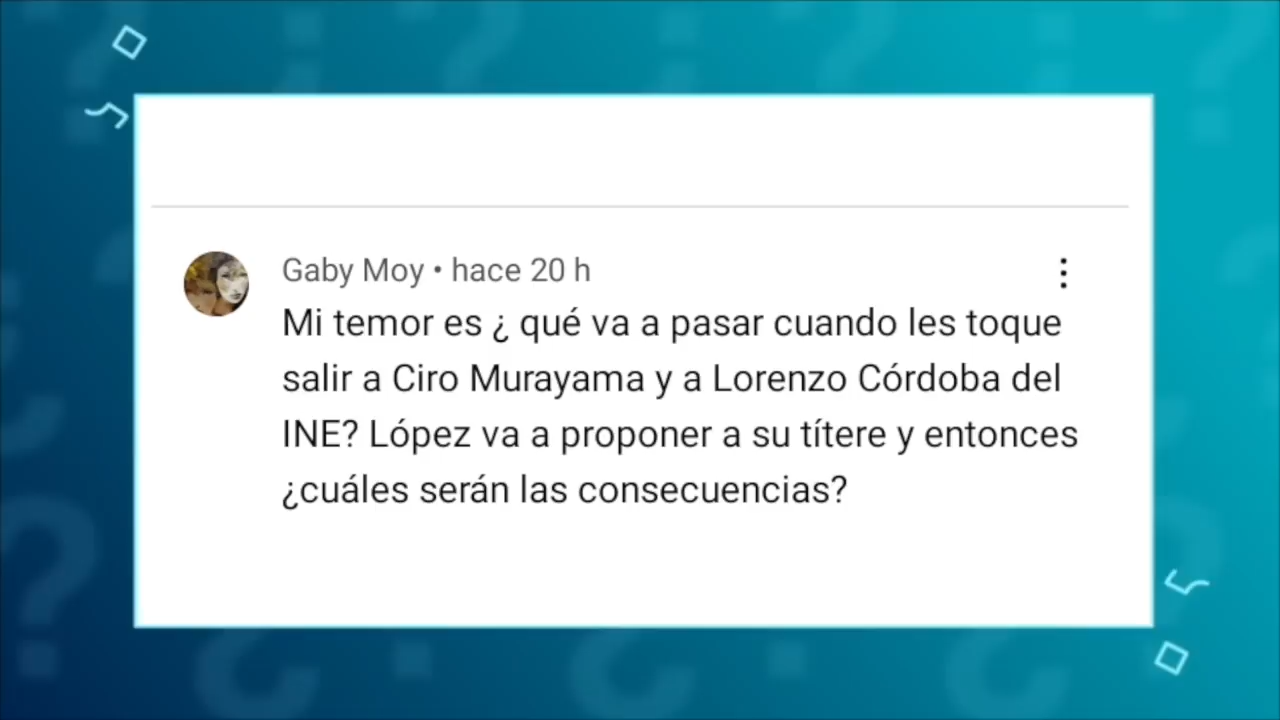 Gaby Moy • hace 20 h
Mi temor es ¿ qué va a pasar cuando les toque
salir a Ciro Murayama y a Lorenzo Córdoba del
INE? López va a proponer a su títere y entonces
¿cuáles serán las consecuencias?